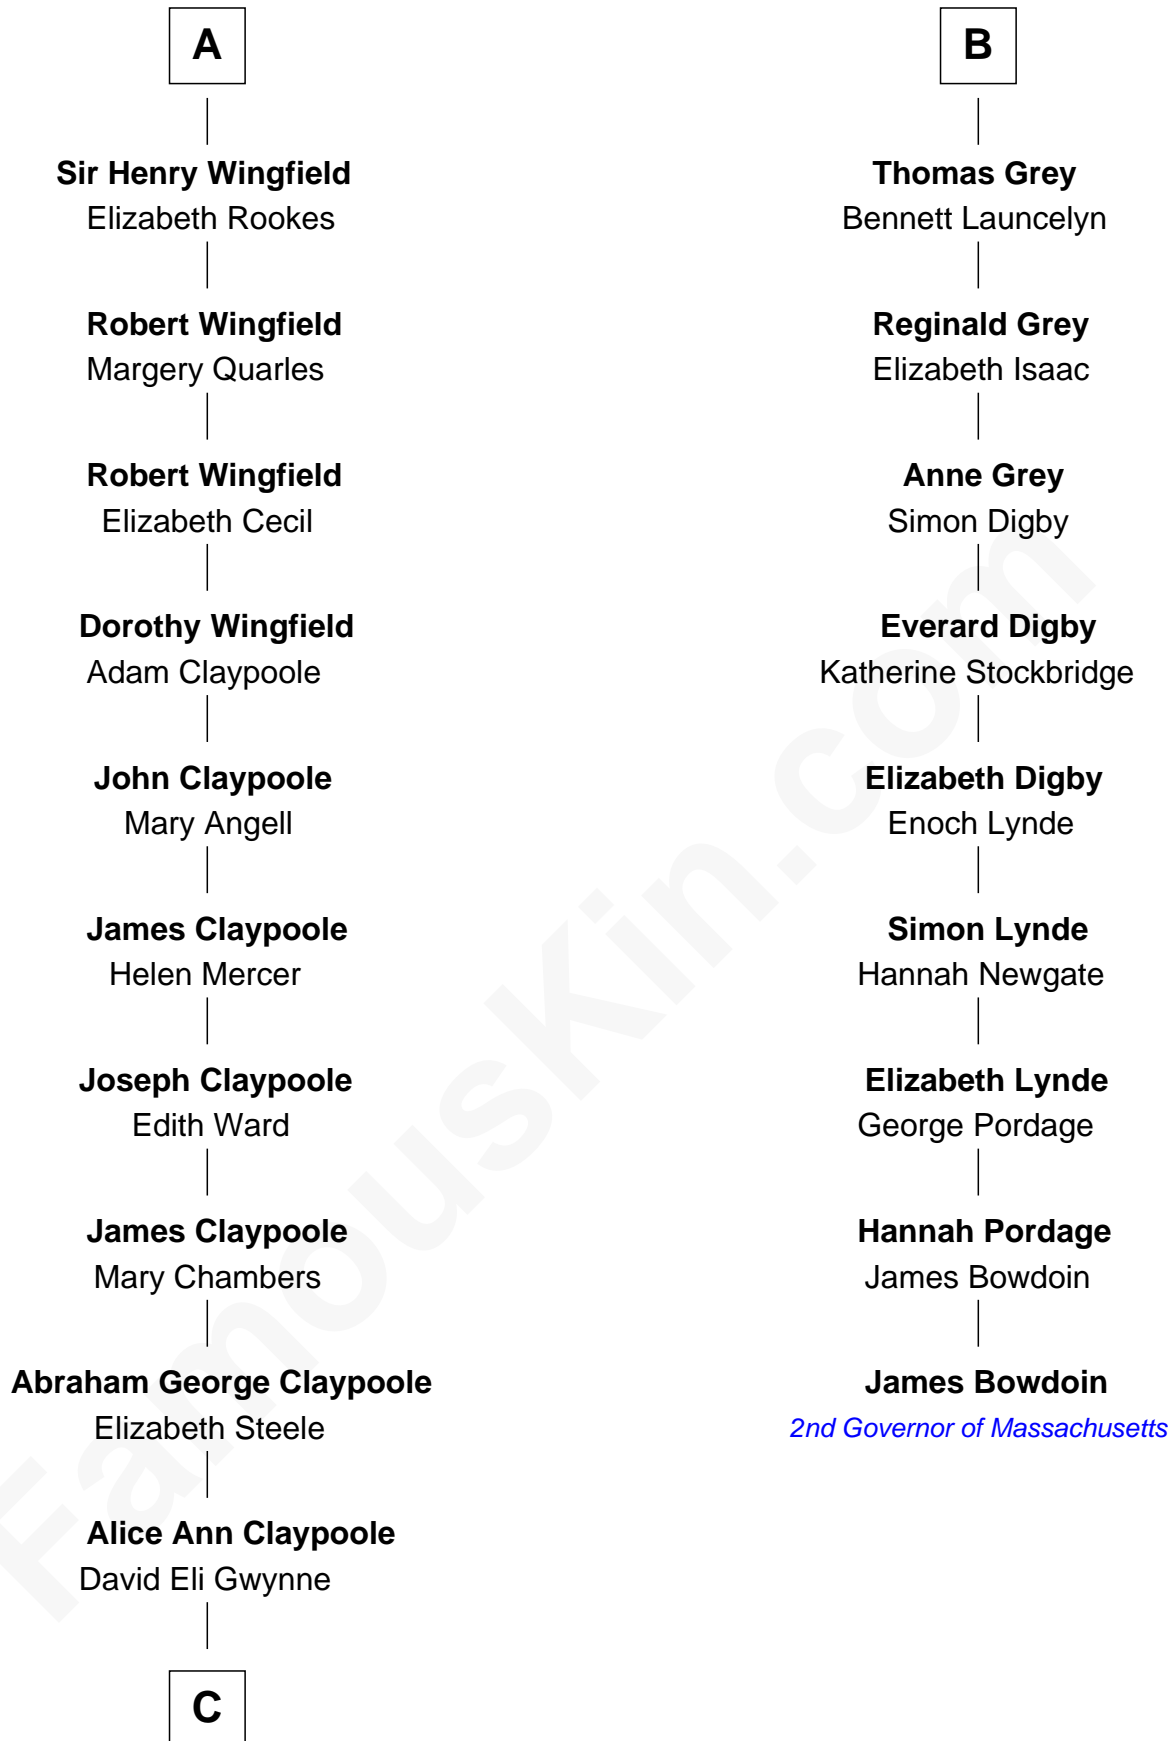 A
Sir Henry Wingfield
Elizabeth Rookes
Robert Wingfield
Margery Quarles
Robert Wingfield
Elizabeth Cecil
Dorothy Wingfield
Adam Claypoole
John Claypoole
Mary Angell
James Claypoole
Helen Mercer
Joseph Claypoole
Edith Ward
James Claypoole
Mary Chambers
Abraham George Claypoole
Elizabeth Steele
Alice Ann Claypoole
David Eli Gwynne
C
B
Thomas Grey
Bennett Launcelyn
Reginald Grey
Elizabeth Isaac
Anne Grey
Simon Digby
Everard Digby
Katherine Stockbridge
Elizabeth Digby
Enoch Lynde
Simon Lynde
Hannah Newgate
Elizabeth Lynde
George Pordage
Hannah Pordage
James Bowdoin
James Bowdoin
2nd Governor of Massachusetts
FamousKin.com